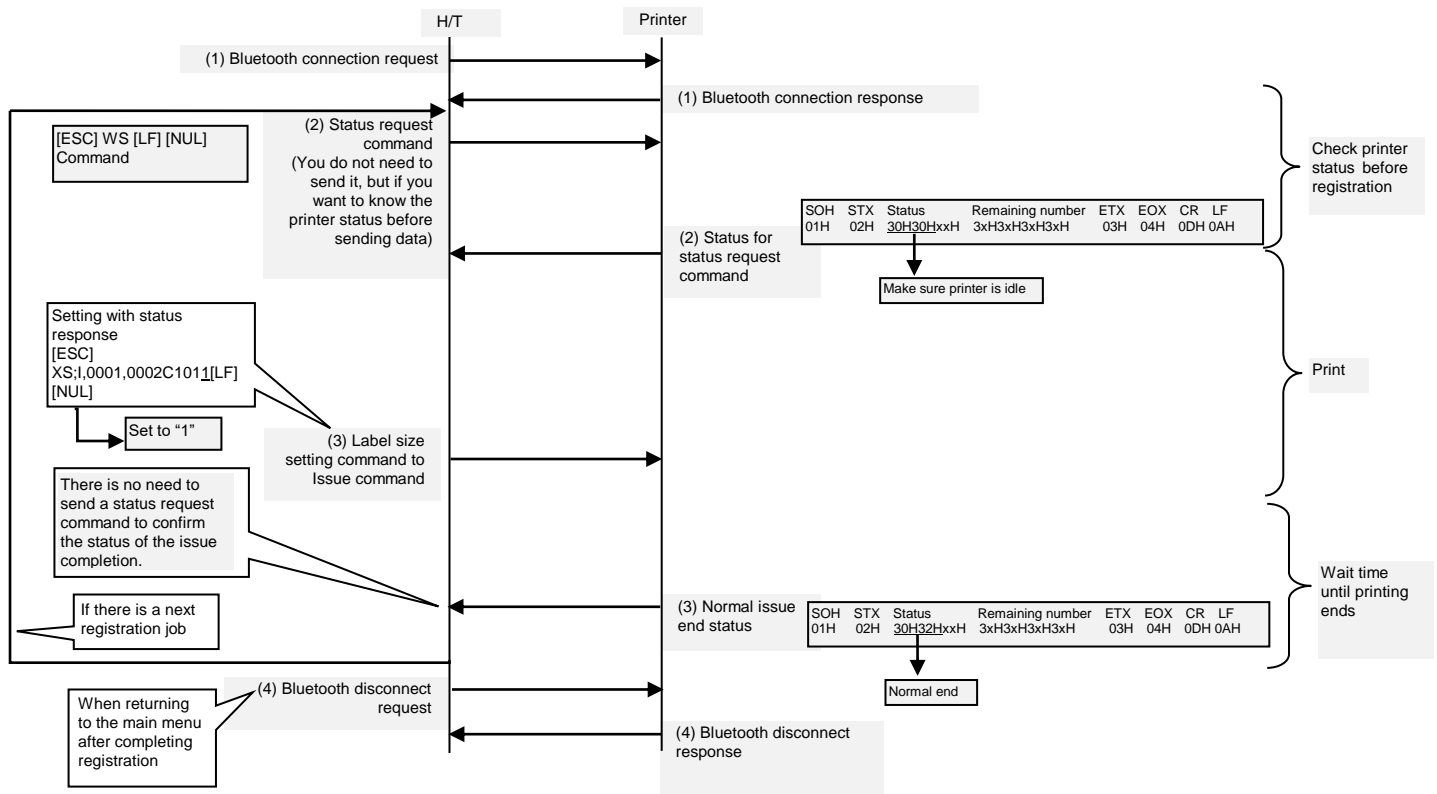 H/T
Printer
(1) Bluetooth connection request
(1) Bluetooth connection response
(2) Status request
command
(You do not need to
send it, but if you
want to know the
printer status before
sending data)
[ESC] WS [LF] [NUL]
Command
Check printer
status before
registration
SOH STX Status Remaining number ETX EOX CR LF
01H 02H 30H30HxxH 3xH3xH3xH3xH 03H 04H 0DH 0AH
(2) Status for
status request
command
Make sure printer is idle
Setting with status
response
[ESC]
XS;I,0001,0002C1011[LF]
[NUL]
Set to “1”
Print
(3) Label size
setting command to
Issue command
There is no need to
send a status request
command to confirm
the status of the issue
completion.
Wait time
until printing
ends
If there is a next
registration job
(3) Normal issue
end status
SOH STX Status Remaining number ETX EOX CR LF
01H 02H 30H32HxxH 3xH3xH3xH3xH 03H 04H 0DH 0AH
Normal end
(4) Bluetooth disconnect
request
When returning
to the main menu
after completing
registration
(4) Bluetooth disconnect
response